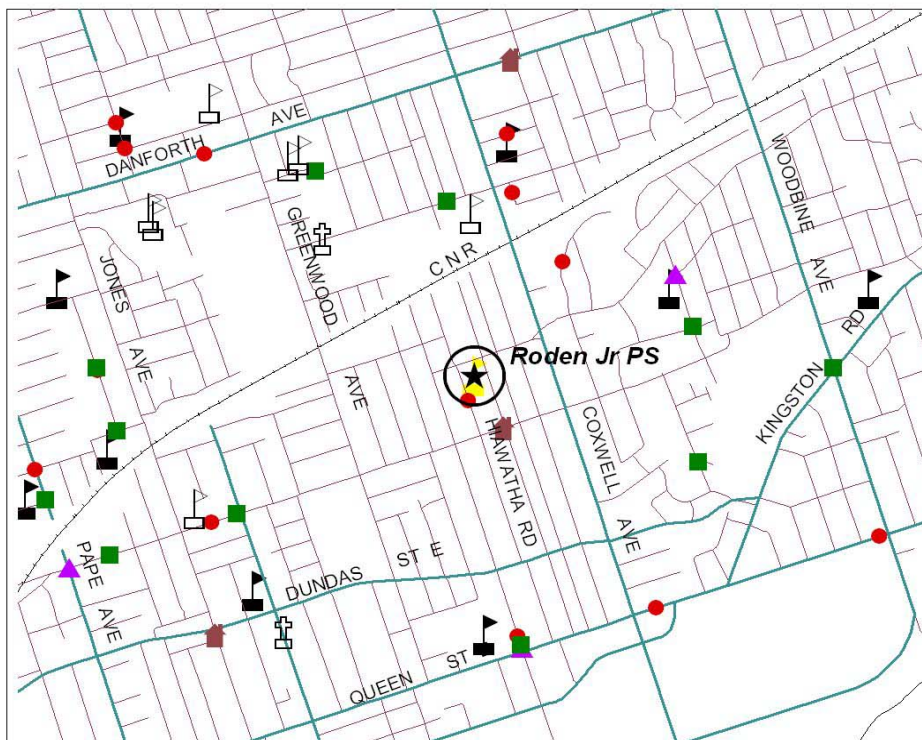 DANFORTH AVE
WOODBINE AVE
JONES AVE
GREENWOOD AVE
C N R
Roden Jr PS
KINGSTON RD
HIAWATHA RD
COXWELL AVE
PAPE AVE
DUNDAS ST E
QUEEN ST